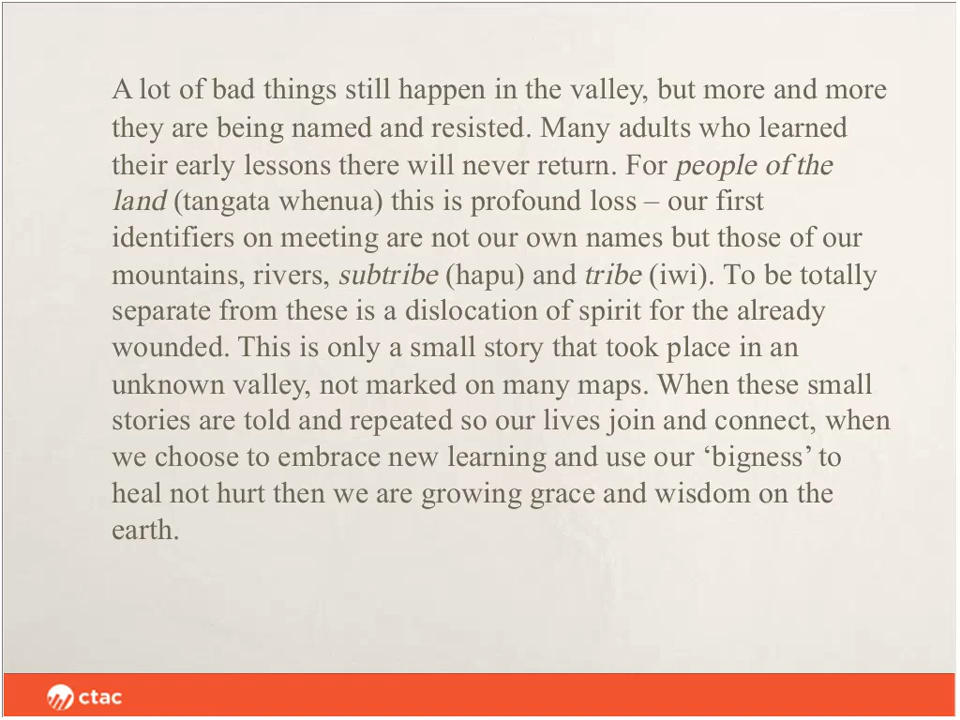 A lot of bad things still happen in the valley, but more and more
they are being named and resisted. Many adults who learned
their early lessons there will never return. For people of the
land (tangata whenua) this is profound loss – our first
identifiers on meeting are not our own names but those of our
mountains, rivers, subtribe (hapu) and tribe (iwi). To be totally
separate from these is a dislocation of spirit for the already
wounded. This is only a small story that took place in an
unknown valley, not marked on many maps. When these small
stories are told and repeated so our lives join and connect, when
we choose to embrace new learning and use our ‘bigness’ to
heal not hurt then we are growing grace and wisdom on the
earth.
ctac